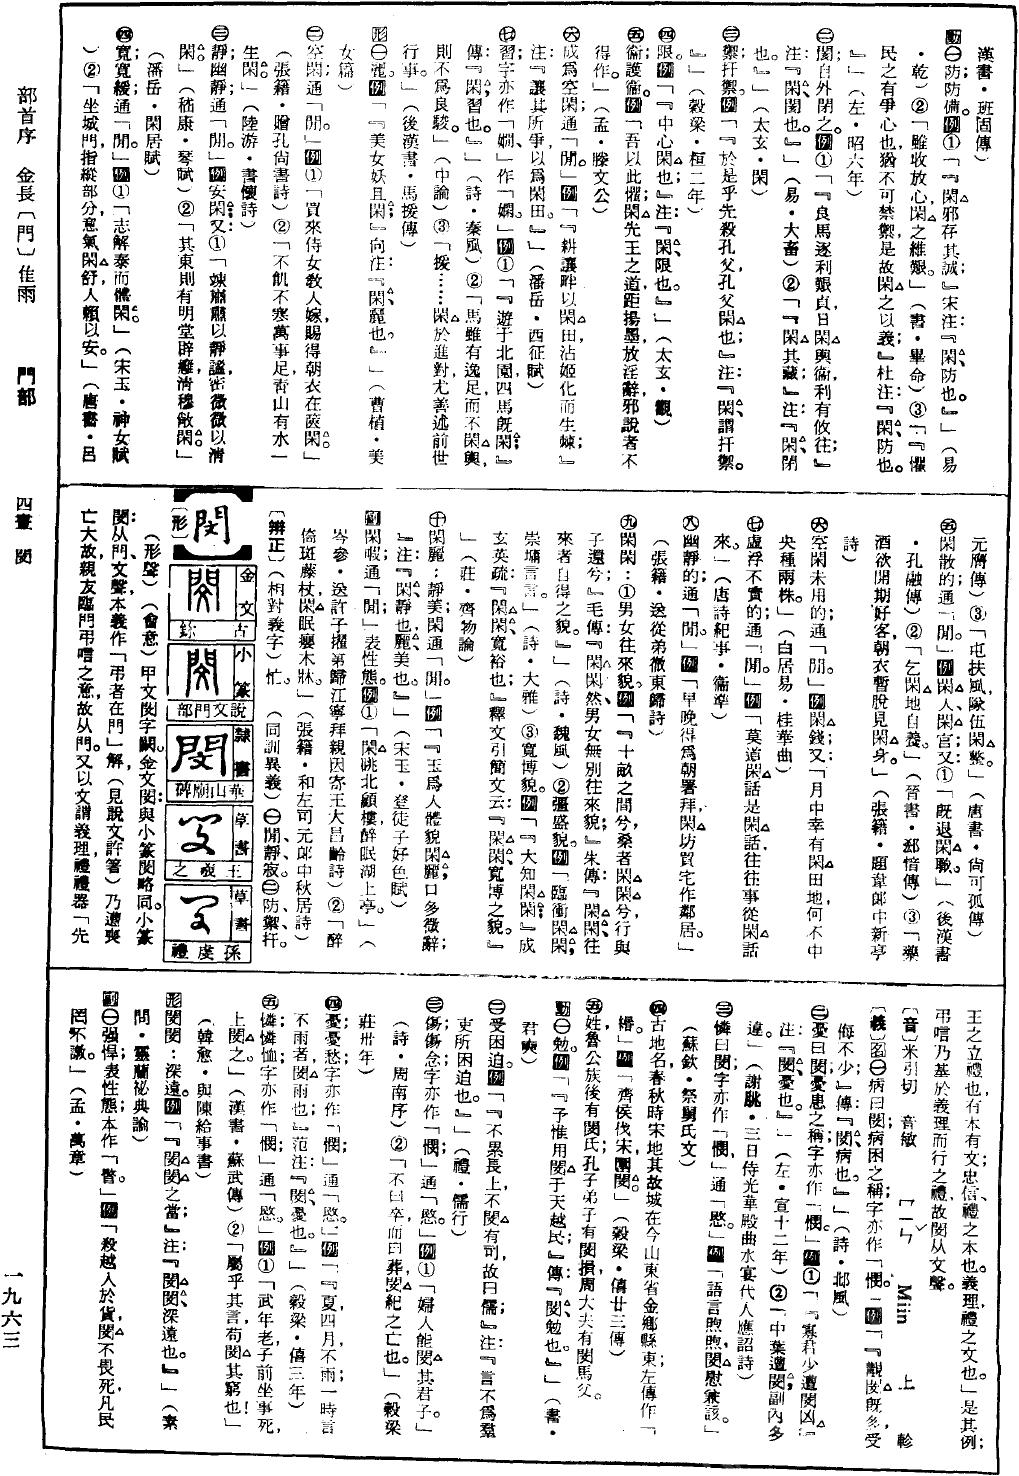 漢書·班固傳）
動㊀防防備。例①「『閑邪存其誠』宋注：『閑、防也。』」（易
·乾）②「雖收放心閑之維艱。」（書·畢命）③「『懼
民之有爭心也猶不可禁禦是故閑之以義』杜注『閑、防也。
』」（左·昭六年）
㊁閡自外閉之。例①「『良馬逐利艱貞日閑輿衞利有攸往』
注：『閑、閡也。』」（易·大畜）②「『閑其藏』注：『閑、閉
也。』」（太玄·閑）
㊂禦扞禦。例「『於是乎先殺孔父孔父閑也』注：『閑謂扞禦。
』」（穀梁·桓二年）
㊃限。例「『中心閑也』注：『閑、限也。』」（太玄·觀）
㊄衞護衞。例「吾以此懼閑先王之道距揚墨放淫辭邪說者不
得作。」（孟·滕文公）
㊅成爲空閑通「閒。」例「『耕讓畔以閑田沾姬化而生棘』
注：『讓其所爭以爲閑田。』」（潘岳·西征賦）
㊆習字亦作「嫻、」作「嫺。」例①「『遊于北園四馬既閑』
傳『閑、習也。』」（詩·秦風）②「馬雖有逸足而不閑輿，
則不爲良駿。」（中論）③「援……閑於進對尤善述前世
行事。」（後漢書·馬援傳）
形㊀麗。例「『美女妖且閑』向注：『閑、麗也。』」（曹植·美
女篇）
㊁空閑通「閒。」例①「買來侍女敎人嫁賜得朝衣在篋閑。」
（張籍·贈孔尙書詩）②「不飢不寒萬事足靑山有水一
生閑。」（陸游·書懷詩）
㊂靜幽靜通「閒。」例安閑；又①「竦肅肅以靜謐密微微以淸
閑。」（嵇康·琴賦）②「其東則有明堂辟廱淸穆敞閑」
（潘岳·閑居賦）
㊃寬寬緩通「閒。」例①「志解泰而體閑。」（宋玉·神女賦
）②「坐城門指縱部分意氣閑舒人賴以安。」（唐書·呂
元膺傳）③「屯扶風隊伍閑整。」（唐書·尙可孤傳）
㊄閑散的通「閒。」例閑人；閑官；又①「既退閑職。」（後漢書
·孔融傳）②「乞閑地自養。」（晉書·郄愔傳）③「藥
酒欲開期好客朝衣暫脫見閑身。」（張籍·題韋郞中新亭
詩）
㊅空閑未用的通「閒。」例閑錢；又「月中幸有閑田地何不中
央種兩株。」（白居易·桂華曲）
㊆虛浮不實的通「閒。」例「莫道閑話是閑話往往事從閑話
來。」（唐詩紀事·衞準）
㊇幽靜的通「閒。」例「早晚得爲朝署拜閑坊買宅作鄰居。」
（張籍·送從弟徹東歸詩）
㊈閑閑：①男女往來貌。例「『十畝之間兮桑者閑閑兮行與
子還兮』毛傳『閑閑然男女無別往來貌』朱傳『閑閑、往
來者自得之貌。』」（詩·魏風）②彊盛貌。例「臨衝閑閑，
崇墉言言。」（詩·大雅）③寬博貌。例「『大知閑閑』成
玄英疏：『閑閑、寬裕也』釋文引簡文云『閑閑、寬博之貌。』
」（莊·齊物論）
㊉閑麗：靜美閑通「閒。」例「『玉爲人體貌閑麗口多微辭』
』注：『閑、靜也麗、美也。』」（宋玉·登徒子好色賦）
副閑暇通「閒」表性態。例①「閑眺北顧樓醉眠湖上亭。」（
岑參·送許子擢第歸江寧拜親因寄王大昌齡詩）②「醉
倚斑藤杖閑眠癭木牀。」（張籍·和左司元郎中秋居詩）
〔辨正〕（相對義字）忙。　（同訓異義）㊀閒、靜、寂。㊁防、禦、扞。
閔
〔形〕
金文　古鉩
小篆　說文門部
隸書　華山廟碑
草書　王羲之
草書　孫虔禮
（形聲）（會意）甲文閔字闕。金文閔與小篆閔略同。小篆
閔从門文聲本義作「弔者在門」解（見說文許箸）乃遭喪
亡大故親友臨門弔唁之意故从門。又以文謂義理禮禮器「先
王之立禮也有本有文忠信、禮之本也義理禮之文也。」是其例；
弔唁乃基於義理而行之禮故閔从文聲。
〔音〕米引切　音敏　ㄇㄧㄣ　Miin　上　軫
〔義〕名㊀病曰閔病困之稱字亦作「憫。」例「『覯閔既多受
侮不少』傳『閔、病也。』」（詩·北風）
㊁憂曰閔憂患之稱字亦作「憫。」例①「『寡君少遭閔凶』
注：『閔、憂也。』」（左·宣十二年）②「中葉遭閔副內多
違。」（謝朓·三日侍光華殿曲水宴代人應詔詩）
㊂憐曰閔字亦作「憫」通「愍。」例「語言煦煦閔慰兼該。」
（蘇軾·祭舅氏文）
㊃古地名春秋時宋地其故城在今山東省金鄉縣東左傳作「
緡。」例「齊侯伐宋圍閔」（穀梁·僖廿三傳）
㊄姓魯公族後有閔氏孔子弟子有閔損周大夫有閔馬父。
動㊀勉。例「『予惟用閔于天越民』傳『閔、勉也。』」（書·
君奭）
㊁受困迫。例「『不累長上不閔有司故曰儒』注：『言不爲羣
吏所困迫也。』」（禮·儒行）
㊂傷傷念字亦作「憫」通「愍。」例①「婦人能閔其君子。」
（詩·周南序）②「不曰卒而曰葬閔紀之亡也。」（穀梁
莊卅年）
㊃憂憂愁字亦作「憫」通「愍。」例「『夏四月不雨一時言
不雨者閔雨也』范注『閔、憂也。』」（穀梁·僖三年）
㊄憐憐恤字亦作「憫」通「愍。」例①「武年老子前坐事死，
上閔之。」（漢書·蘇武傳）②「屬乎其言苟閔其窮也！」
（韓愈·與陳給事書）
形閔閔：深遠。例「『閔閔之當』注：『閔閔、深遠也。』」（素
問·靈蘭祕典論）
副㊀强悍表性態本作「暋。」例「殺越人於貨閔不畏死凡民
罔不譈。」（孟·萬章）
部首序　金長〔門〕隹雨　門部　四畫　閔
一九六三